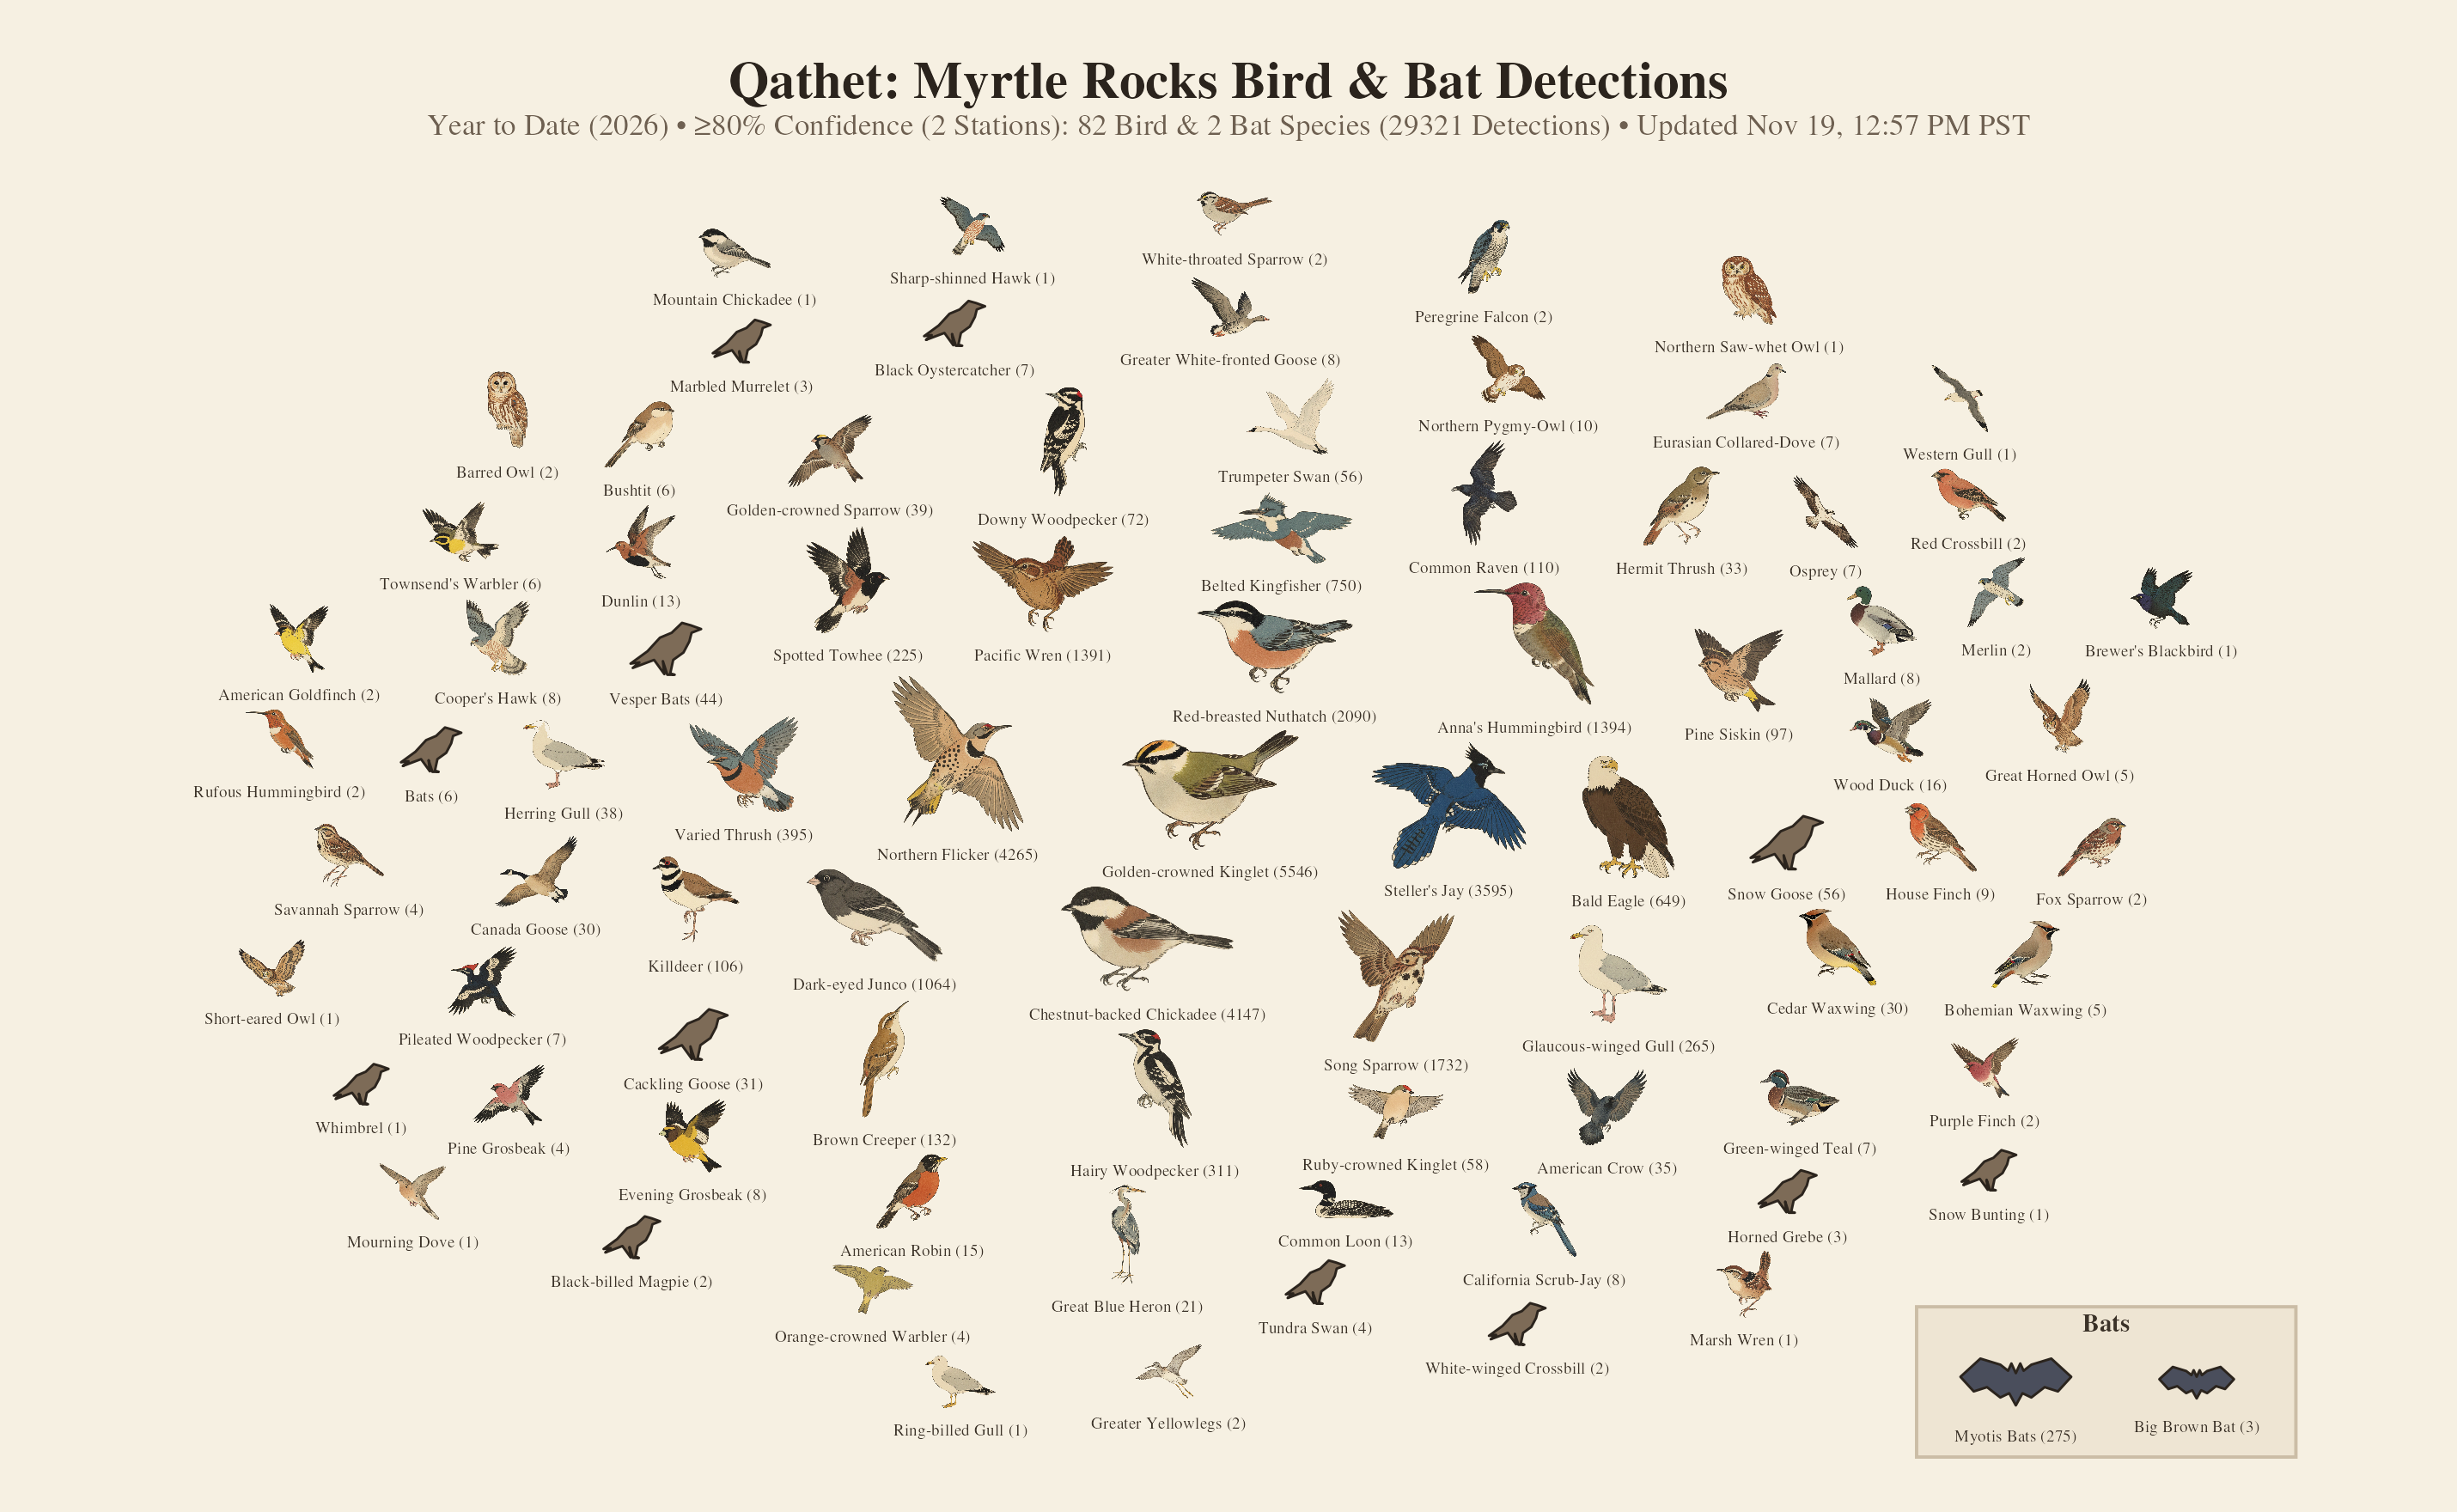 Qathet: Myrtle Rocks Bird & Bat Detections
Year to Date (2026) • ≥80% Confidence (2 Stations): 82 Bird & 2 Bat Species (29321 Detections) • Updated Nov 19, 12:57 PM PST
White-throated Sparrow (2)
Sharp-shinned Hawk (1)
Mountain Chickadee (1)
Peregrine Falcon (2)
Northern Saw-whet Owl (1)
Greater White-fronted Goose (8)
Black Oystercatcher (7)
Marbled Murrelet (3)
Northern Pygmy-Owl (10)
Eurasian Collared-Dove (7)
Western Gull (1)
Barred Owl (2)
Trumpeter Swan (56)
Bushtit (6)
Golden-crowned Sparrow (39)
Downy Woodpecker (72)
Red Crossbill (2)
Common Raven (110)
Hermit Thrush (33)
Osprey (7)
Townsend's Warbler (6)
Belted Kingfisher (750)
Dunlin (13)
Merlin (2)
Brewer's Blackbird (1)
Spotted Towhee (225)
Pacific Wren (1391)
Mallard (8)
American Goldfinch (2)
Cooper's Hawk (8)
Vesper Bats (44)
Red-breasted Nuthatch (2090)
Anna's Hummingbird (1394)
Pine Siskin (97)
Great Horned Owl (5)
Wood Duck (16)
Rufous Hummingbird (2)
Bats (6)
Herring Gull (38)
Varied Thrush (395)
Northern Flicker (4265)
Golden-crowned Kinglet (5546)
Steller's Jay (3595)
Bald Eagle (649)
Snow Goose (56)
House Finch (9)
Fox Sparrow (2)
Savannah Sparrow (4)
Canada Goose (30)
Killdeer (106)
Dark-eyed Junco (1064)
Cedar Waxwing (30)
Bohemian Waxwing (5)
Short-eared Owl (1)
Chestnut-backed Chickadee (4147)
Pileated Woodpecker (7)
Glaucous-winged Gull (265)
Song Sparrow (1732)
Cackling Goose (31)
Purple Finch (2)
Whimbrel (1)
Brown Creeper (132)
Pine Grosbeak (4)
Green-winged Teal (7)
Ruby-crowned Kinglet (58)
American Crow (35)
Hairy Woodpecker (311)
Evening Grosbeak (8)
Snow Bunting (1)
Horned Grebe (3)
Mourning Dove (1)
Common Loon (13)
American Robin (15)
Black-billed Magpie (2)
California Scrub-Jay (8)
Great Blue Heron (21)
Tundra Swan (4)
Orange-crowned Warbler (4)
Marsh Wren (1)
White-winged Crossbill (2)
Greater Yellowlegs (2)
Ring-billed Gull (1)
Bats
Myotis Bats (275)
Big Brown Bat (3)